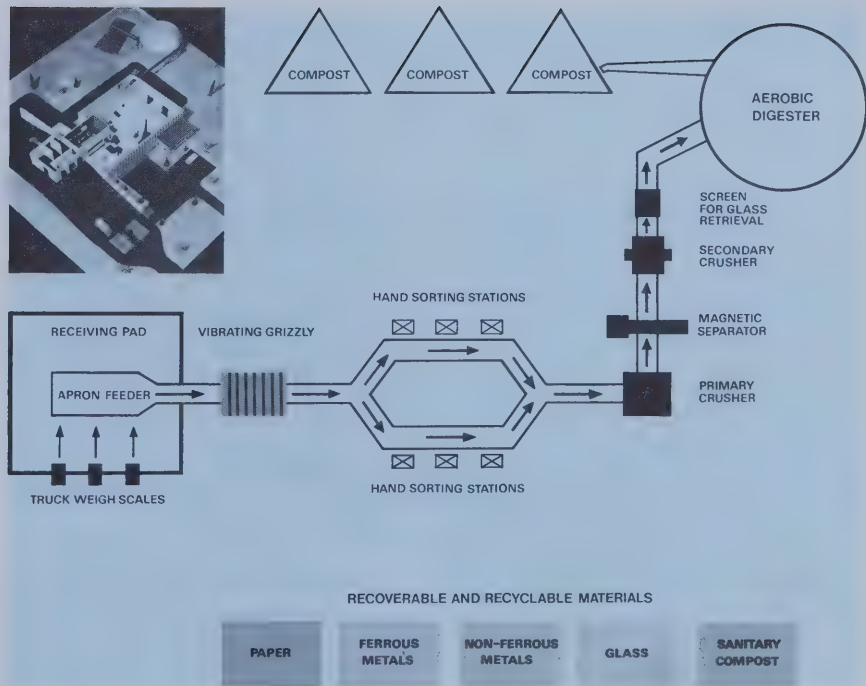 COMPOST
COMPOST
COMPOST
AEROBIC
DIGESTER
SCREEN
FOR GLASS
RETRIEVAL
SECONDARY
CRUSHER
MAGNETIC
SEPARATOR
PRIMARY
CRUSHER
HAND SORTING STATIONS
RECEIVING PAD
VIBRATING GRIZZLY
APRON FEEDER
TRUCK WEIGH SCALES
HAND SORTING STATIONS
RECOVERABLE AND RECYCLABLE MATERIALS
PAPER
FERROUS
METALS
NON-FERROUS
METALS
GLASS
SANITARY
COMPOST